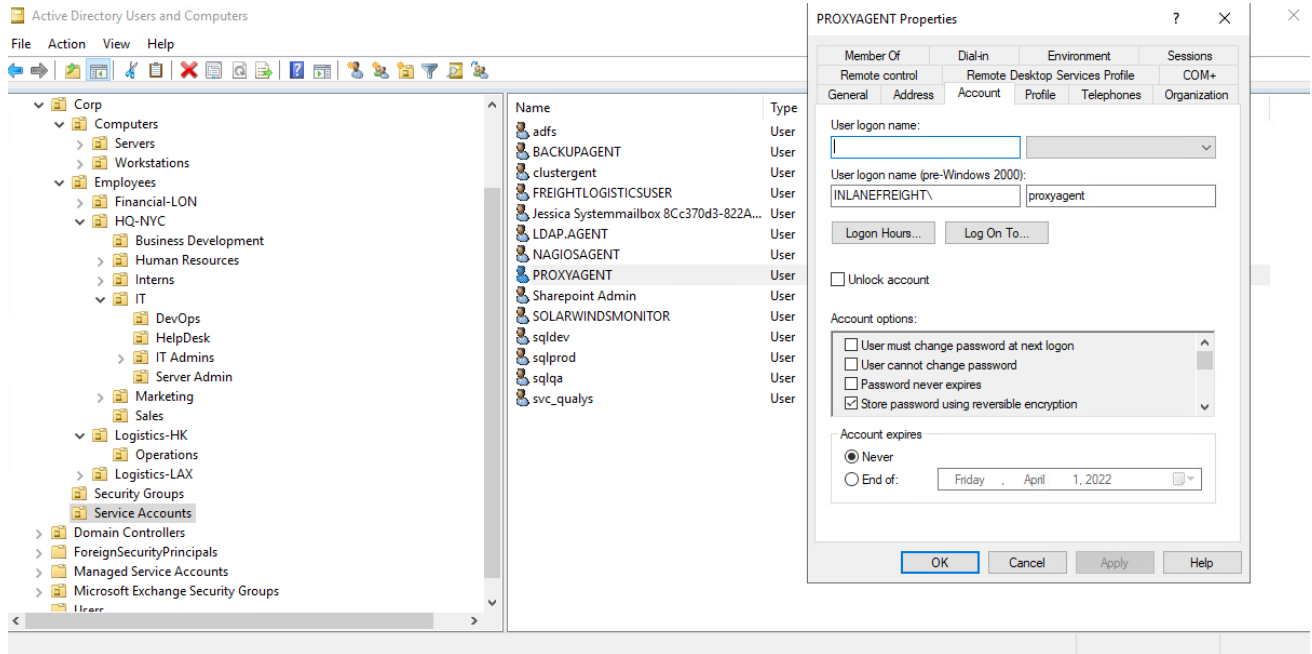 Active Directory Users and Computers
File Action View Help
Corp
Computers
Servers
Workstations
Employees
Financial-LON
HQ-NYC
Business Development
Human Resources
Interns
IT
DevOps
HelpDesk
IT Admins
Server Admin
Marketing
Sales
Logistics-HK
Operations
Logistics-LAX
Security Groups
Service Accounts
Domain Controllers
ForeignSecurityPrincipals
Managed Service Accounts
Microsoft Exchange Security Groups
Users
Name Type
adfs User
BACKUPAGENT User
clustergent User
FREIGHTLOGISTICSUSER User
Jessica Systemmailbox 8Cc370d3-822A... User
LDAP.AGENT User
NAGIOSAGENT User
PROXYAGENT User
Sharepoint Admin User
SOLARWINDSMONITOR User
sqldev User
sqlprod User
sqlqa User
svc_qualys User
PROXYAGENT Properties ?
Member Of Dial-in Environment Sessions
Remote control Remote Desktop Services Profile COM+
General Address Account Profile Telephones Organization
User logon name:
User logon name (pre-Windows 2000):
INLANEFREIGHT\ proxyagent
Logon Hours... Log On To...
Unlock account
Account options:
User must change password at next logon
User cannot change password
Password never expires
Store password using reversible encryption
Account expires
Never
End of: Friday , April 1, 2022
OK Cancel Apply Help